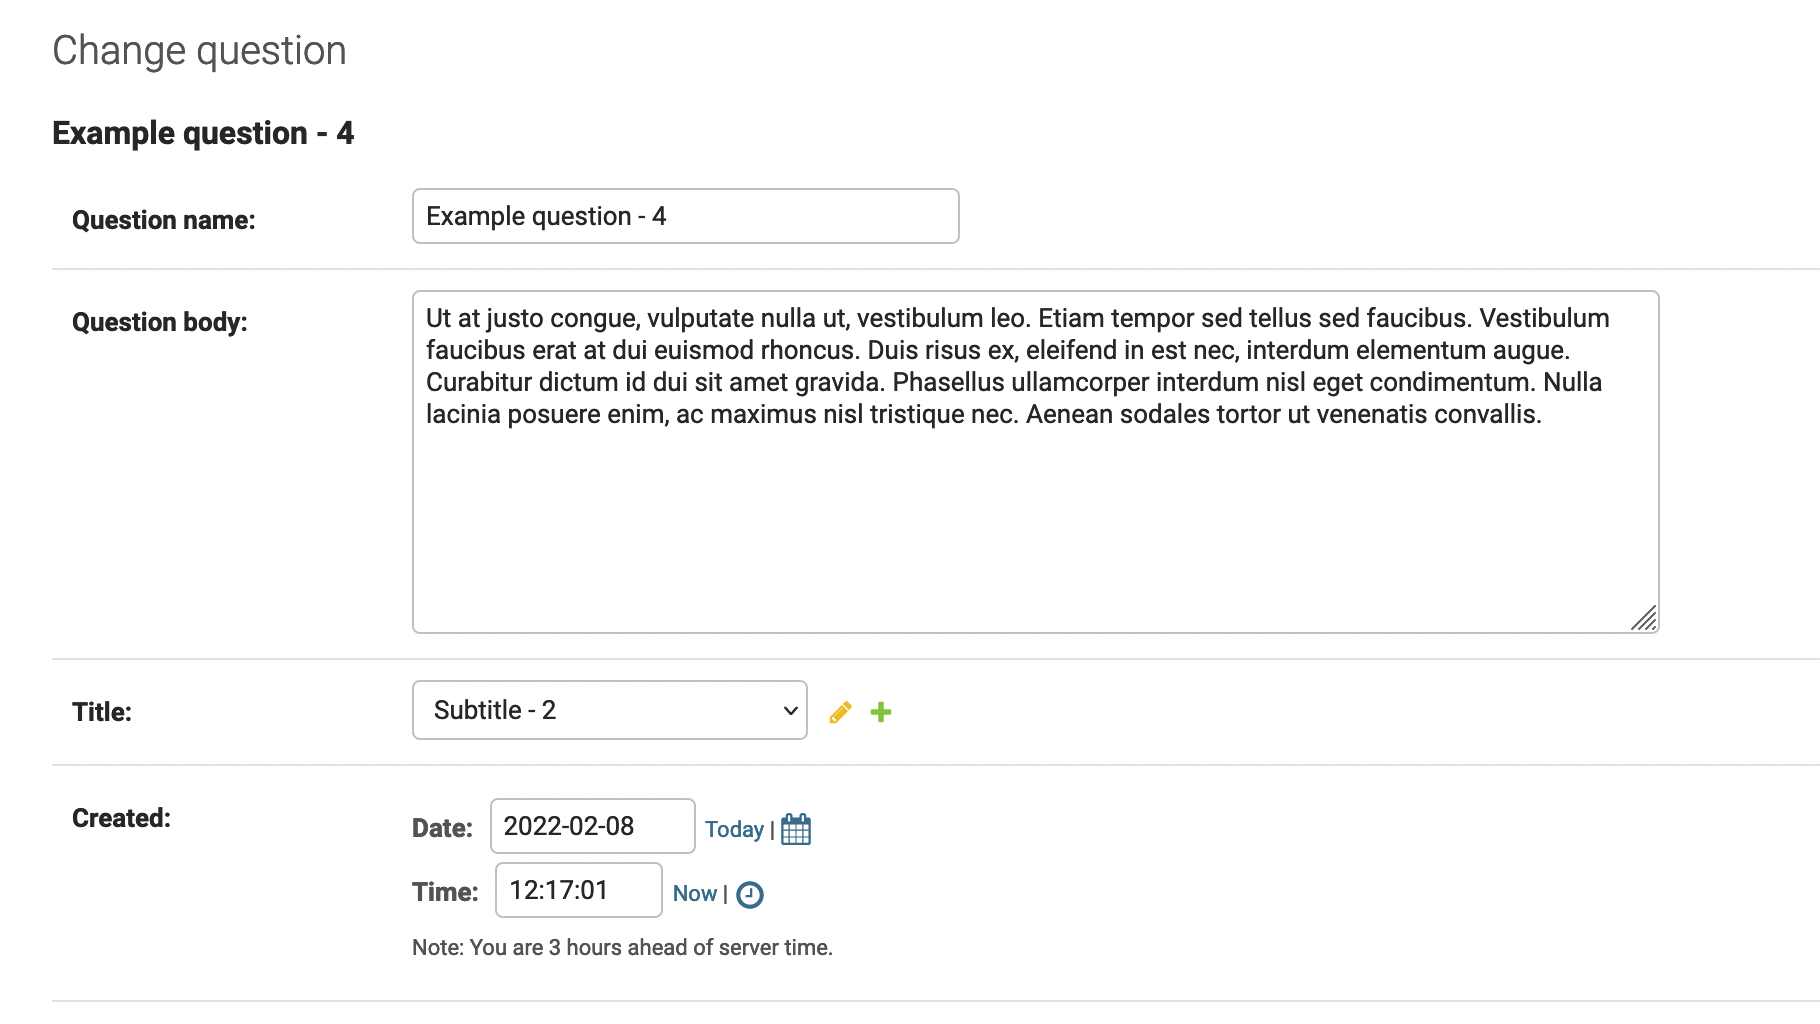 Change question
Example question - 4
Question name:
Example question - 4
Question body:
Ut at justo congue, vulputate nulla ut, vestibulum leo. Etiam tempor sed tellus sed faucibus. Vestibulum
faucibus erat at dui euismod rhoncus. Duis risus ex, eleifend in est nec, interdum elementum augue.
Curabitur dictum id dui sit amet gravida. Phasellus ullamcorper interdum nisl eget condimentum. Nulla
lacinia posuere enim, ac maximus nisl tristique nec. Aenean sodales tortor ut venenatis convallis.
Title:
Subtitle - 2
Created:
Date: 2022-02-08 Today |
Time: 12:17:01 Now |
Note: You are 3 hours ahead of server time.